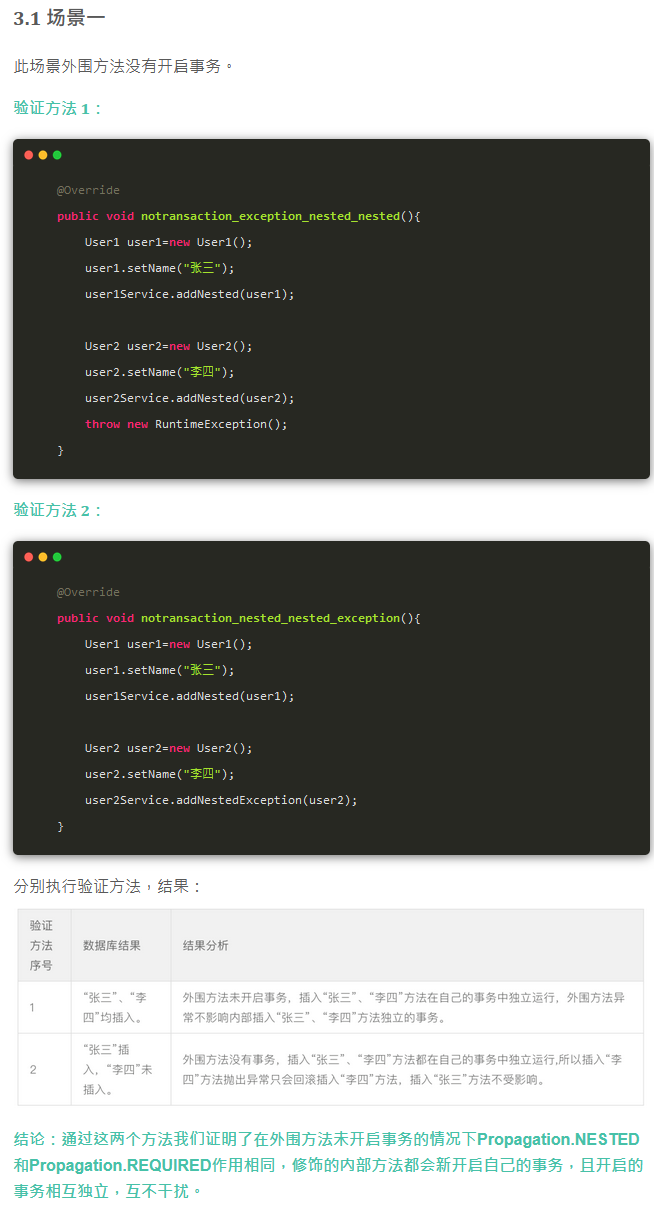 3.1 场景一
此场景外围方法没有开启事务。
验证方法 1：
@Override
public void notransaction_exception_nested_nested(){
User1 user1=new User1();
user1.setName("张三");
user1Service.addNested(user1);
User2 user2=new User2();
user2.setName("李四");
user2Service.addNested(user2);
throw new RuntimeException();
}
验证方法 2：
@Override
public void notransaction_nested_nested_exception(){
User1 user1=new User1();
user1.setName("张三");
user1Service.addNested(user1);
User2 user2=new User2();
user2.setName("李四");
user2Service.addNestedException(user2);
}
分别执行验证方法，结果：
验证
方法
序号
数据库结果
结果分析
1
“张三”、“李
四”均插入。
外围方法未开启事务，插入“张三”、“李四”方法在自己的事务中独立运行，外围方法异
常不影响内部插入“张三”、“李四”方法独立的事务。
2
“张三”插
入，“李四”未
插入。
外围方法没有事务，插入“张三”、“李四”方法都在自己的事务中独立运行,所以插入“李
四”方法抛出异常只会回滚插入“李四”方法，插入“张三”方法不受影响。
结论：通过这两个方法我们证明了在外围方法未开启事务的情况下Propagation.NESTED
和Propagation.REQUIRED作用相同，修饰的内部方法都会新开启自己的事务，且开启的
事务相互独立，互不干扰。